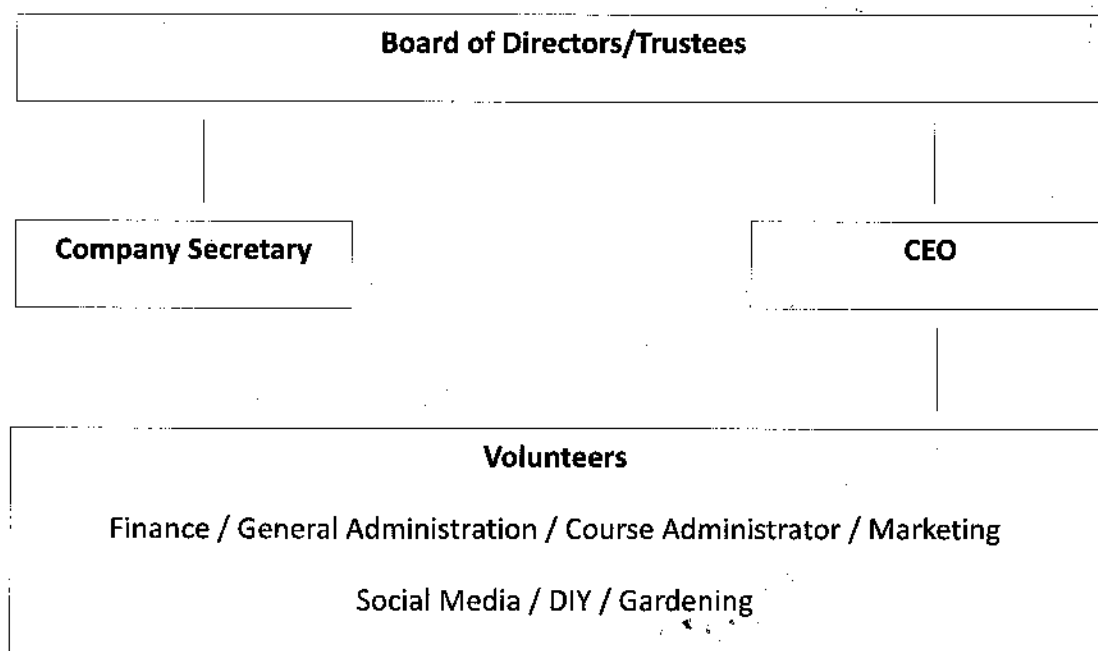 Board of Directors/Trustees
Company Secretary
CEO
Volunteers
Finance / General Administration / Course Administrator / Marketing
Social Media / DIY / Gardening